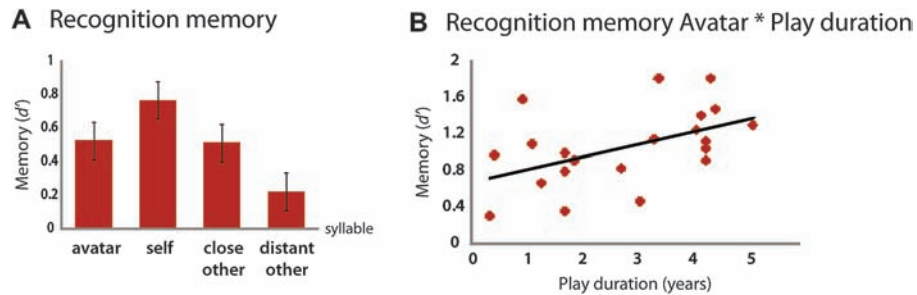 A Recognition memory
Memory (d')
1
0.8
0.6
0.4
0.2
0
avatar
self
close
other
distant
other
syllable
B Recognition memory Avatar * Play duration
Memory (d')
2
1.6
1.2
0.8
0.4
0
0 1 2 3 4 5
Play duration (years)